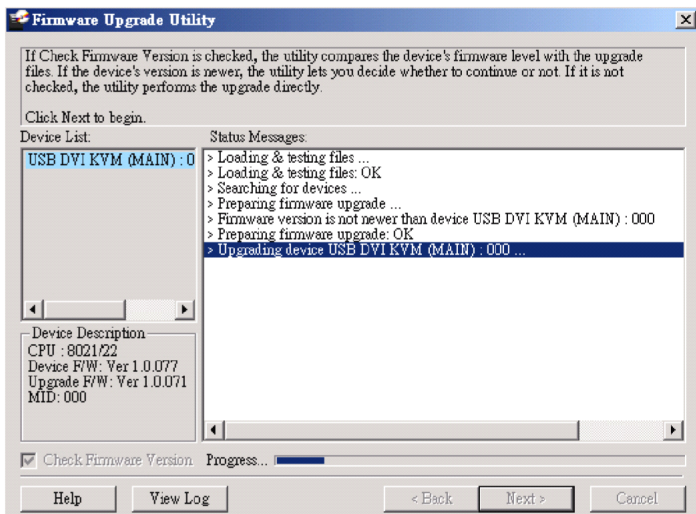 Firmware Upgrade Utility
If Check Firmware Version is checked, the utility compares the device's firmware level with the upgrade
files. If the device's version is newer, the utility lets you decide whether to continue or not. If it is not
checked, the utility performs the upgrade directly.
Click Next to begin.
Device List:
USB DVI KVM (MAIN) : 0
Status Messages:
> Loading & testing files ...
> Loading & testing files: OK
> Searching for devices ...
> Preparing firmware upgrade ...
> Firmware version is not newer than device USB DVI KVM (MAIN) : 000
> Preparing firmware upgrade: OK
> Upgrading device USB DVI KVM (MAIN) : 000 ...
Device Description
CPU : 8021/22
Device F/W: Ver 1.0.077
Upgrade F/W: Ver 1.0.071
MID: 000
Check Firmware Version
Progress...
Help
View Log
< Back
Next >
Cancel